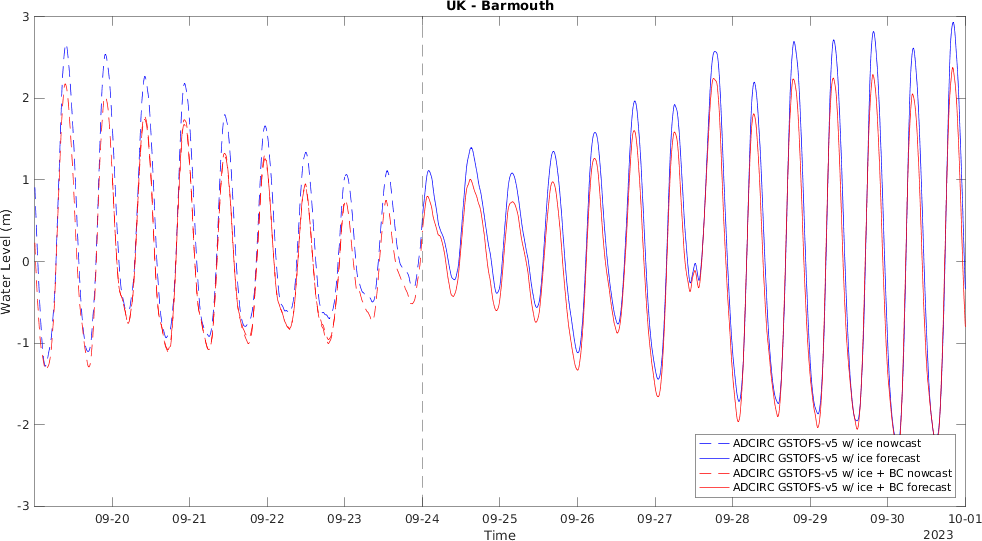 UK - Barmouth
3
2
1
0
-1
-2
-3
Water Level (m)
ADCIRC GSTOFS-v5 w/ ice nowcast
ADCIRC GSTOFS-v5 w/ ice forecast
ADCIRC GSTOFS-v5 w/ ice + BC nowcast
ADCIRC GSTOFS-v5 w/ ice + BC forecast
09-20 09-21 09-22 09-23 09-24 09-25 09-26 09-27 09-28 09-29 09-30 10-01
Time
2023